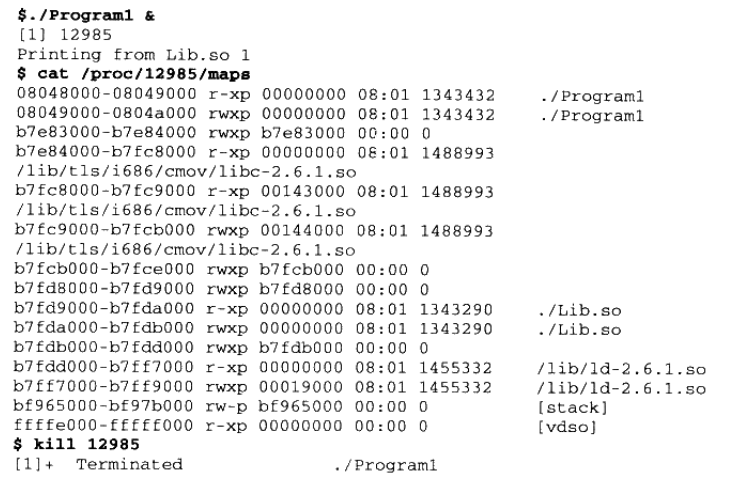 $./Program1 &
[1] 12985
Printing from Lib.so 1
$ cat /proc/12985/maps
08048000-08049000 r-xp 00000000 08:01 1343432 ./Program1
08049000-0804a000 rwxp 00000000 08:01 1343432 ./Program1
b7e83000-b7e84000 rwxp b7e83000 00:00 0
b7e84000-b7fc8000 r-xp 00000000 08:01 1488993
/lib/tls/i686/cmov/libc-2.6.1.so
b7fc8000-b7fc9000 r-xp 00143000 08:01 1488993
/lib/tls/i686/cmov/libc-2.6.1.so
b7fc9000-b7fcb000 rwxp 00144000 08:01 1488993
/lib/tls/i686/cmov/libc-2.6.1.so
b7fcb000-b7fce000 rwxp b7fcb000 00:00 0
b7fd8000-b7fd9000 rwxp b7fd8000 00:00 0
b7fd9000-b7fda000 r-xp 00000000 08:01 1343290 ./Lib.so
b7fda000-b7fdb000 rwxp 00000000 08:01 1343290 ./Lib.so
b7fdb000-b7fdd000 rwxp b7fdb000 00:00 0
b7fdd000-b7ff7000 r-xp 00000000 08:01 1455332 /lib/ld-2.6.1.so
b7ff7000-b7ff9000 rwxp 00019000 08:01 1455332 /lib/ld-2.6.1.so
bf965000-bf97b000 rw-p bf965000 00:00 0 [stack]
ffffe000-fffff000 r-xp 00000000 00:00 0 [vdso]
$ kill 12985
[1]+ Terminated ./Program1